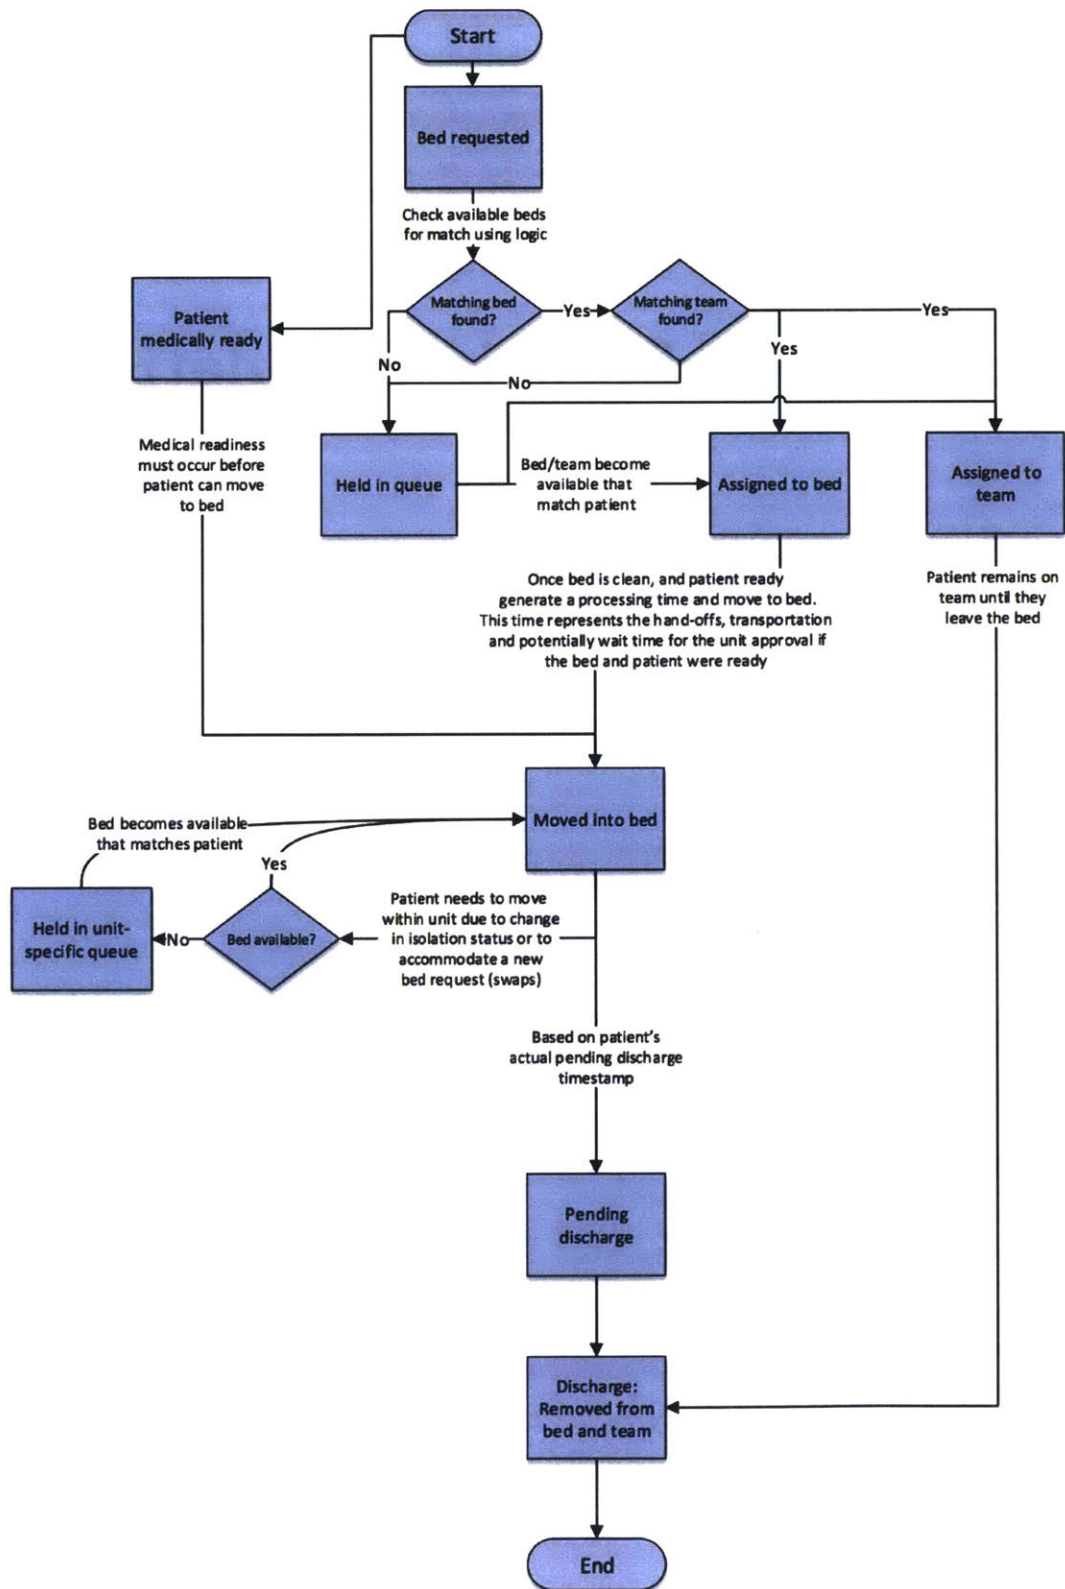 Start
Bed requested
Check available beds
for match using logic
Matching bed
found?
Yes
Matching team
found?
Yes
Yes
No
No
Patient
medically ready
Medical readiness
must occur before
patient can move
to bed
Held in queue
Bed/team become
available that
match patient
Assigned to bed
Assigned to
team
Once bed is clean, and patient ready
generate a processing time and move to bed.
This time represents the hand-offs, transportation
and potentially wait time for the unit approval if
the bed and patient were ready
Patient remains on
team until they
leave the bed
Moved into bed
Bed becomes available
that matches patient
Yes
Held in unit-
specific queue
No
Bed available?
Patient needs to move
within unit due to change
in isolation status or to
accommodate a new
bed request (swaps)
Based on patient's
actual pending discharge
timestamp
Pending
discharge
Discharge:
Removed from
bed and team
End